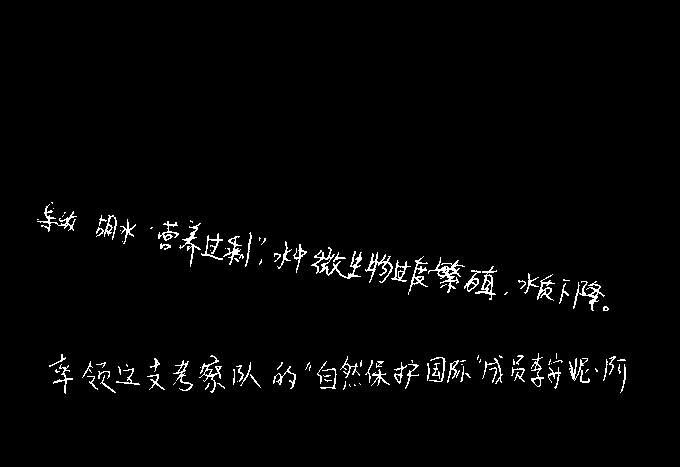 导致湖水“营养过剩”，水中微生物过度繁殖，水质下降。
率领这支考察队的“自然保护国际”成员李安妮·阿